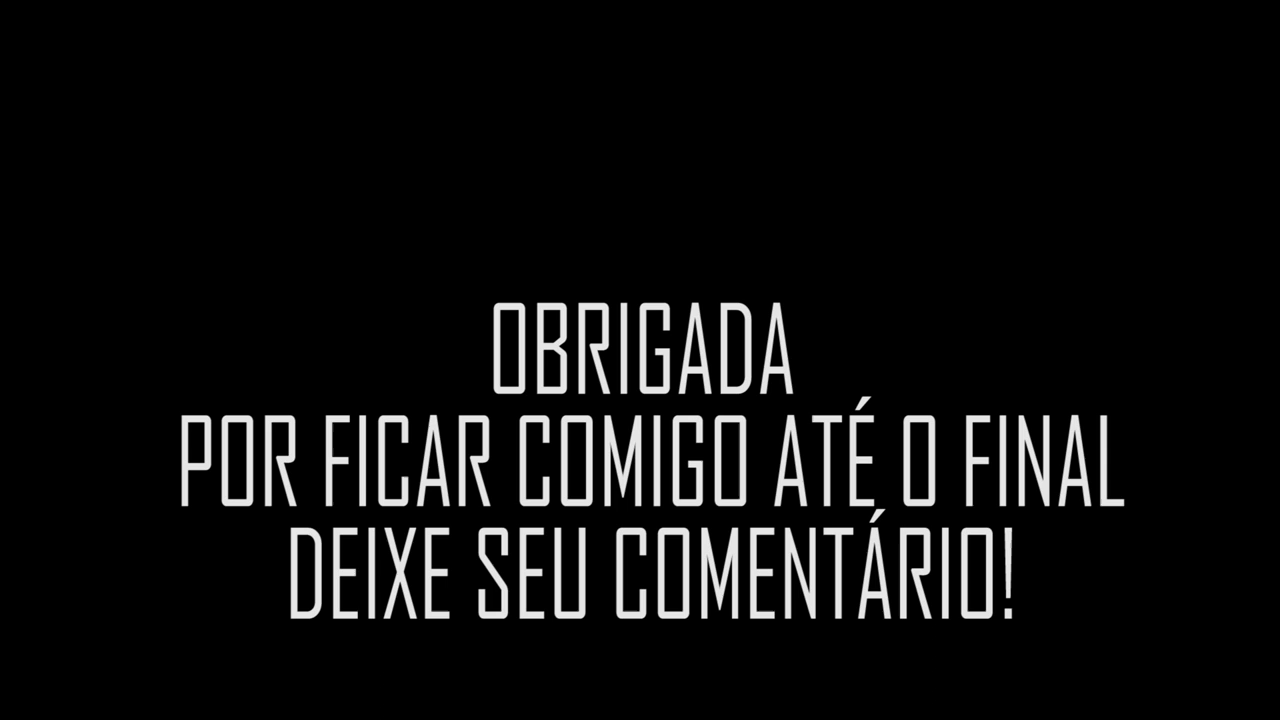 OBRIGADA
POR FICAR COMIGO ATÉ O FINAL
DEIXE SEU COMENTÁRIO!